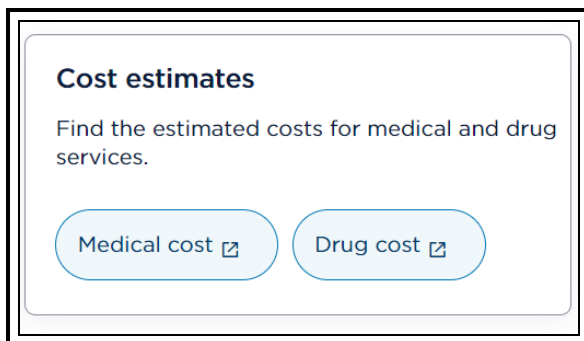 Cost estimates
Find the estimated costs for medical and drug
services.
Medical cost
Drug cost